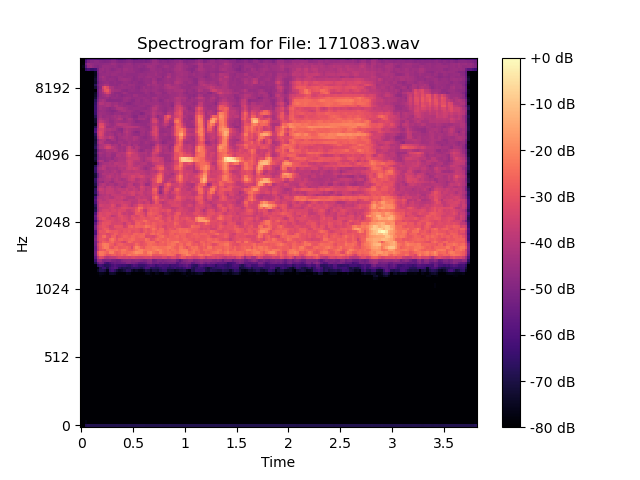 Spectrogram for File: 171083.wav
+0 dB
8192
-10 dB
4096
-20 dB
-30 dB
2048
-40 dB
Hz
1024
-50 dB
512
-60 dB
-70 dB
0
-80 dB
0 0.5 1 1.5 2 2.5 3 3.5
Time